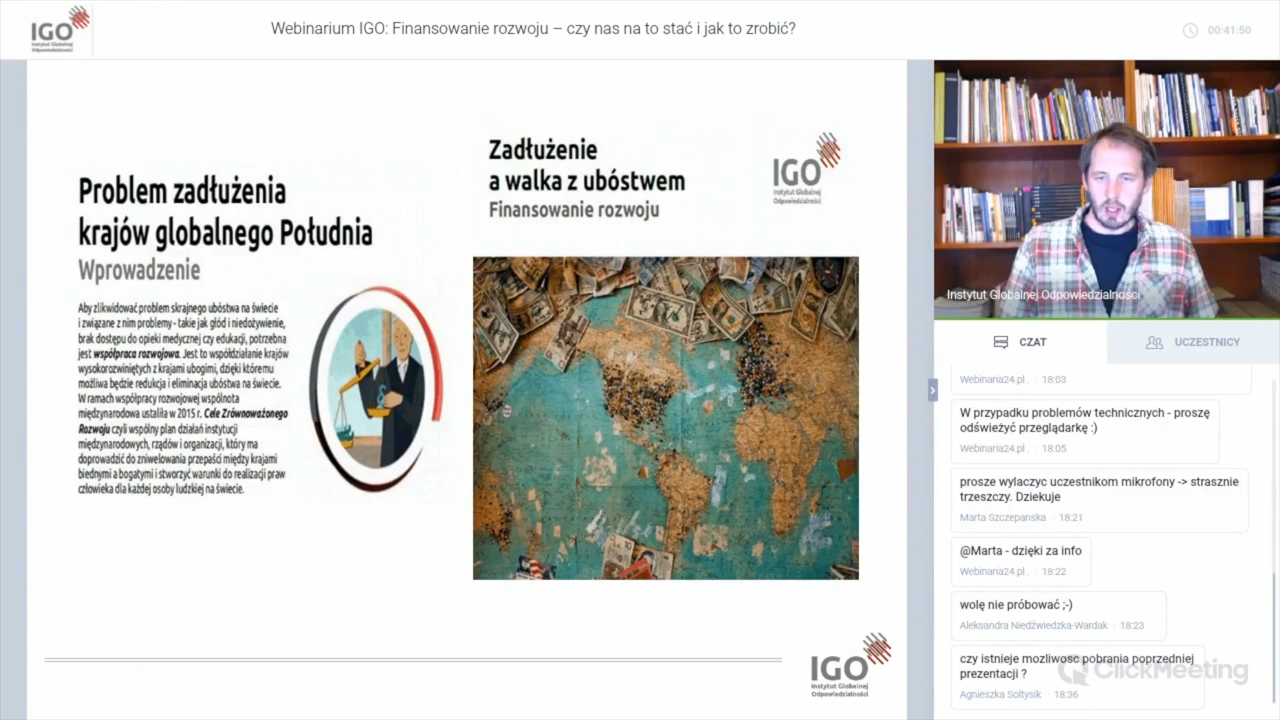 IGO
Instytut Globalnej
Odpowiedzialności
Webinarium IGO: Finansowanie rozwoju – czy nas na to stać i jak to zrobić?
00:41:50
Problem zadłużenia
krajów globalnego Południa
Wprowadzenie
Aby zlikwidować problem skrajnego ubóstwa na świecie
i związane z nim problemy - takie jak głód i niedożywienie,
brak dostępu do opieki medycznej czy edukacji, potrzebna
jest współpraca rozwojowa. Jest to współdziałanie krajów
wysokorozwiniętych z krajami ubogimi, dzięki któremu
możliwa będzie redukcja i eliminacja ubóstwa na świecie.
W ramach współpracy rozwojowej wspólnota
międzynarodowa ustaliła w 2015 r. Cele Zrównoważonego
Rozwoju czyli wspólny plan działań instytucji
międzynarodowych, rządów i organizacji, który ma
doprowadzić do zniwelowania przepaści między krajami
biednymi a bogatymi i stworzyć warunki do realizacji praw
człowieka dla każdej osoby ludzkiej na świecie.
Zadłużenie
a walka z ubóstwem
Finansowanie rozwoju
IGO
Instytut Globalnej
Odpowiedzialności
IGO
Instytut Globalnej
Odpowiedzialności
Instytut Globalnej Odpowiedzialności
CZAT
UCZESTNICY
Webinaria24.pl . · 18:03
W przypadku problemów technicznych - proszę
odświeżyć przeglądarkę :)
Webinaria24.pl . · 18:05
prosze wylaczyc uczestnikom mikrofony -> strasznie
trzeszczy. Dziekuje
Marta Szczepanska · 18:21
@Marta - dzięki za info
Webinaria24.pl . · 18:22
wolę nie próbować ;-)
Aleksandra Niedźwiedzka-Wardak · 18:23
czy istnieje mozliwosc pobrania poprzedniej
prezentacji ?
Agnieszka Sołtysik · 18:36
ClickMeeting